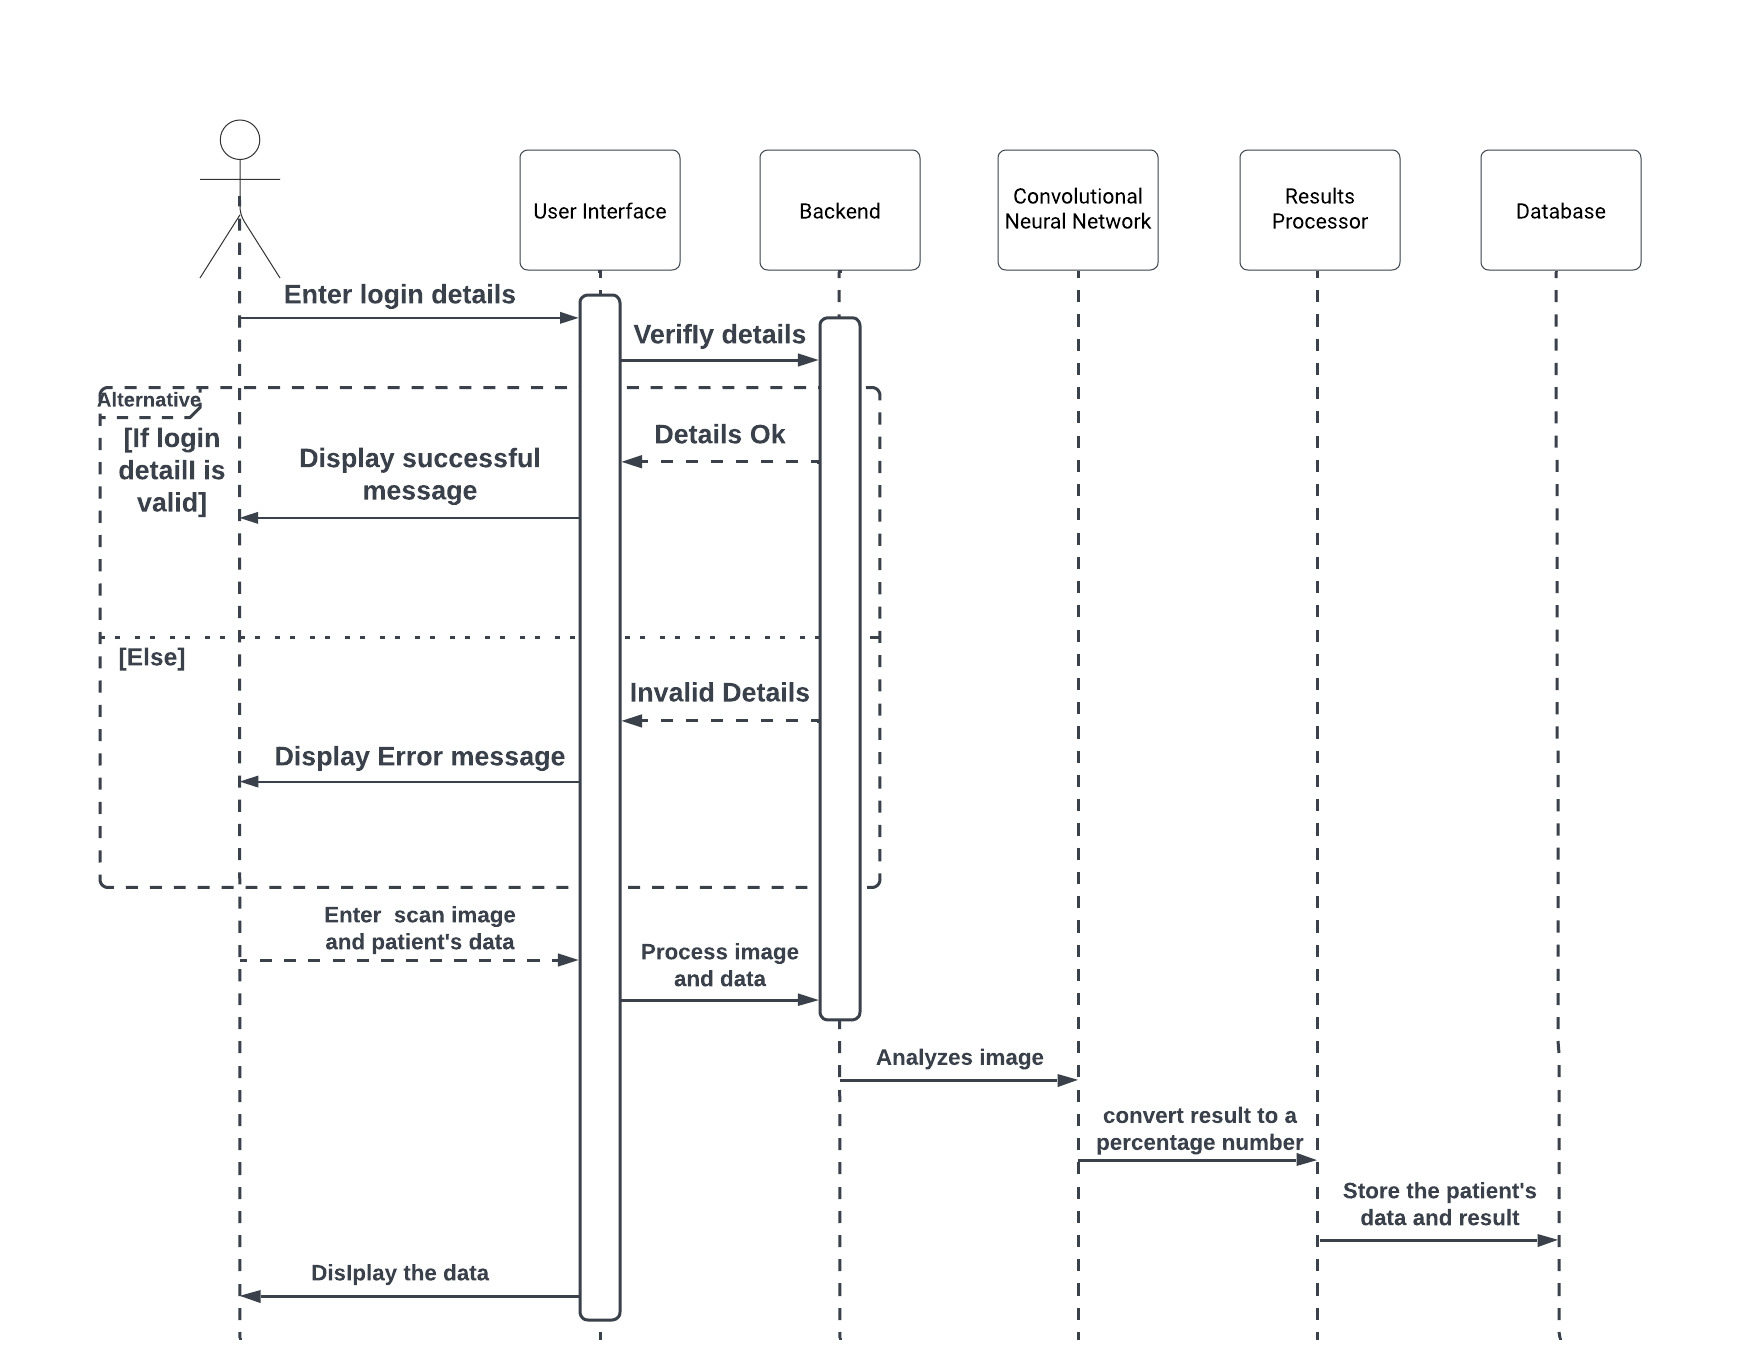 User Interface
Backend
Convolutional
Neural Network
Results
Processor
Database
Enter login details
Verifly details
Alternative
[If login
detaill is
valid]
Details Ok
Display successful
message
[Else]
Invalid Details
Display Error message
Enter  scan image
and patient's data
Process image
and data
Analyzes image
convert result to a
percentage number
Store the patient's
data and result
Dislplay the data